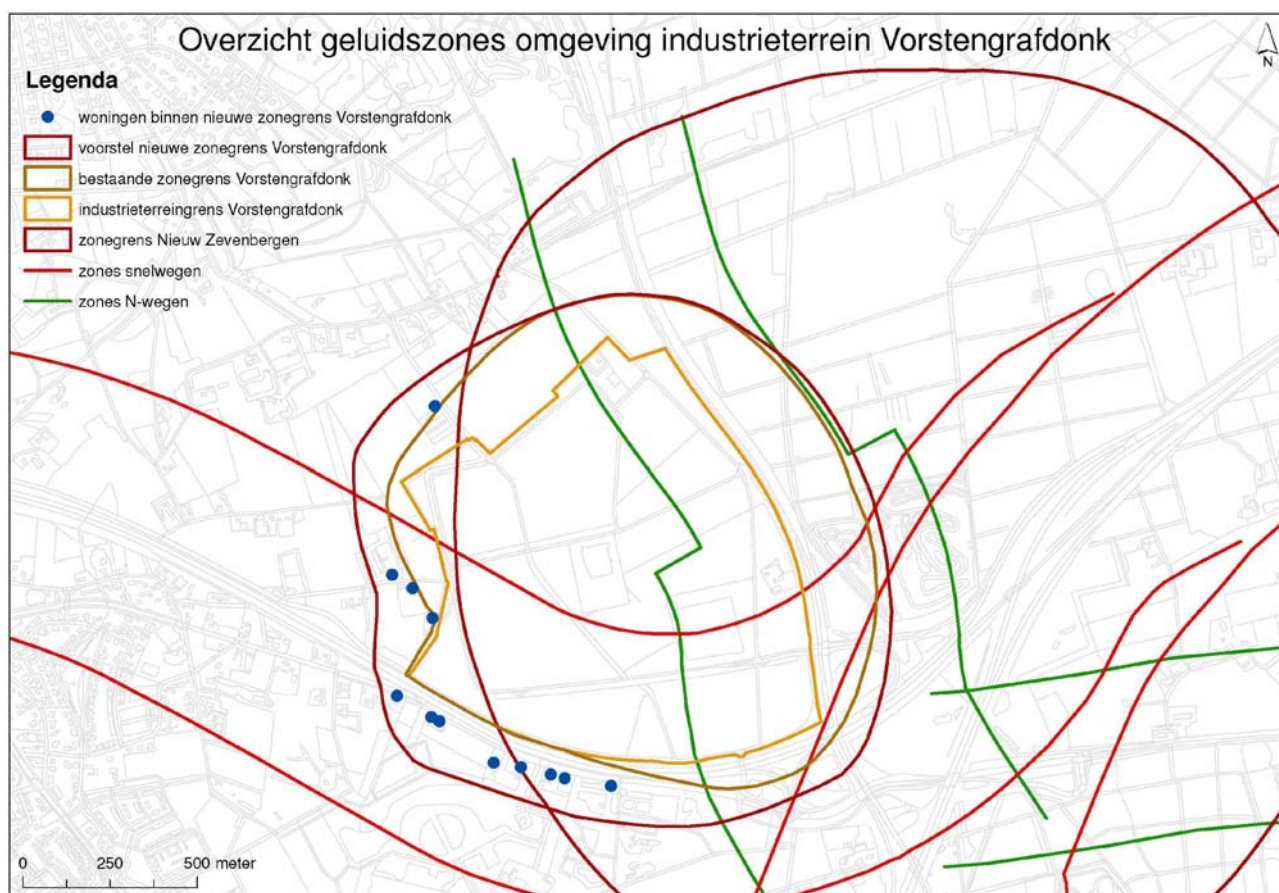 Overzicht geluidszones omgeving industrieterrein Vorstengrafdonk
N
Legenda
woningen binnen nieuwe zonegrens Vorstengrafdonk
voorstel nieuwe zonegrens Vorstengrafdonk
bestaande zonegrens Vorstengrafdonk
industrieterreingrens Vorstengrafdonk
zonegrens Nieuw Zevenbergen
zones snelwegen
zones N-wegen
0 250 500 meter